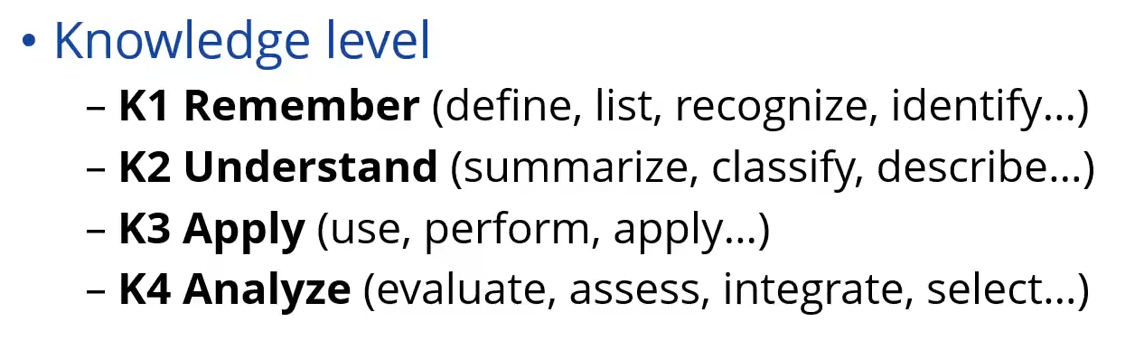 • Knowledge level
– K1 Remember (define, list, recognize, identify...)
– K2 Understand (summarize, classify, describe...)
– K3 Apply (use, perform, apply...)
– K4 Analyze (evaluate, assess, integrate, select...)